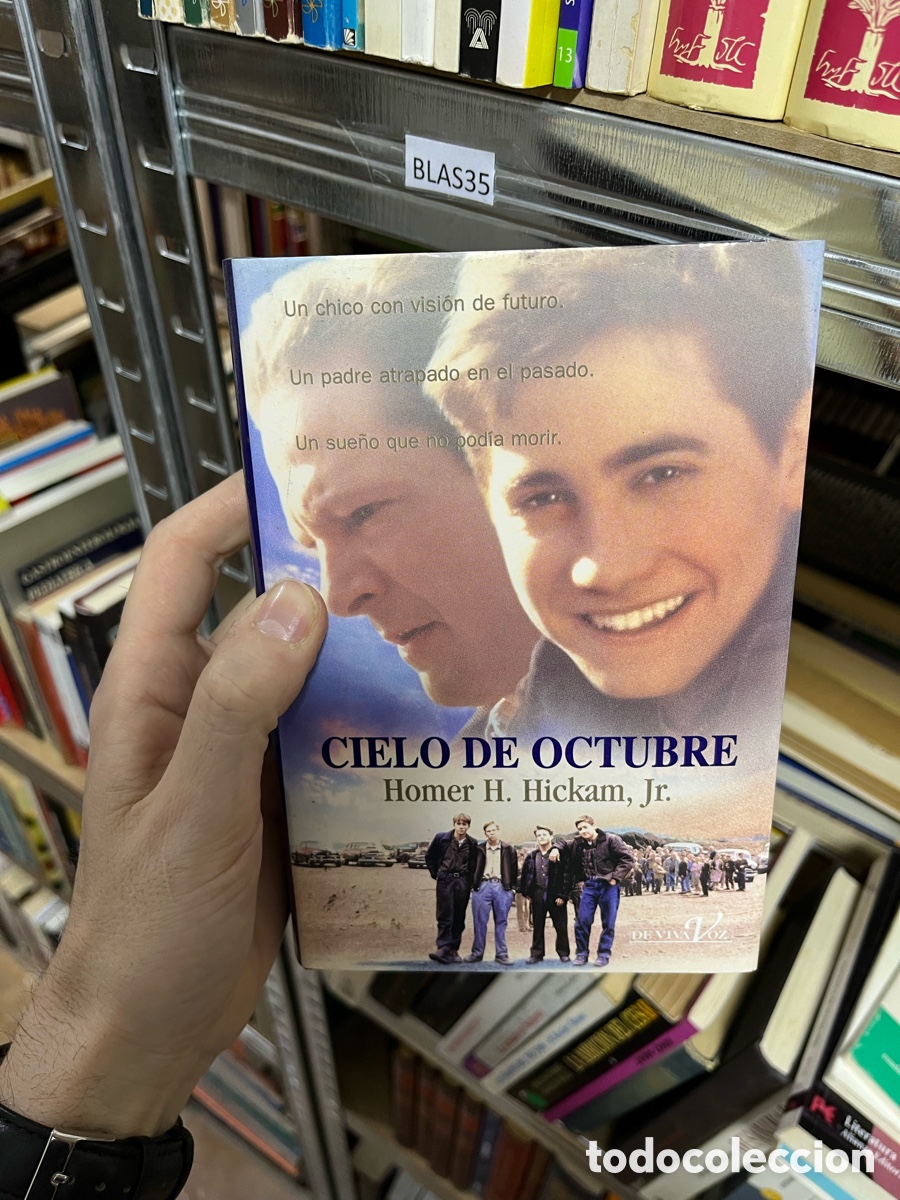 13
BLAS35
Un chico con visión de futuro.
Un padre atrapado en el pasado.
Un sueño que no podía morir.
CIELO DE OCTUBRE
Homer H. Hickam, Jr.
DE VIVA VOZ
todocoleccion